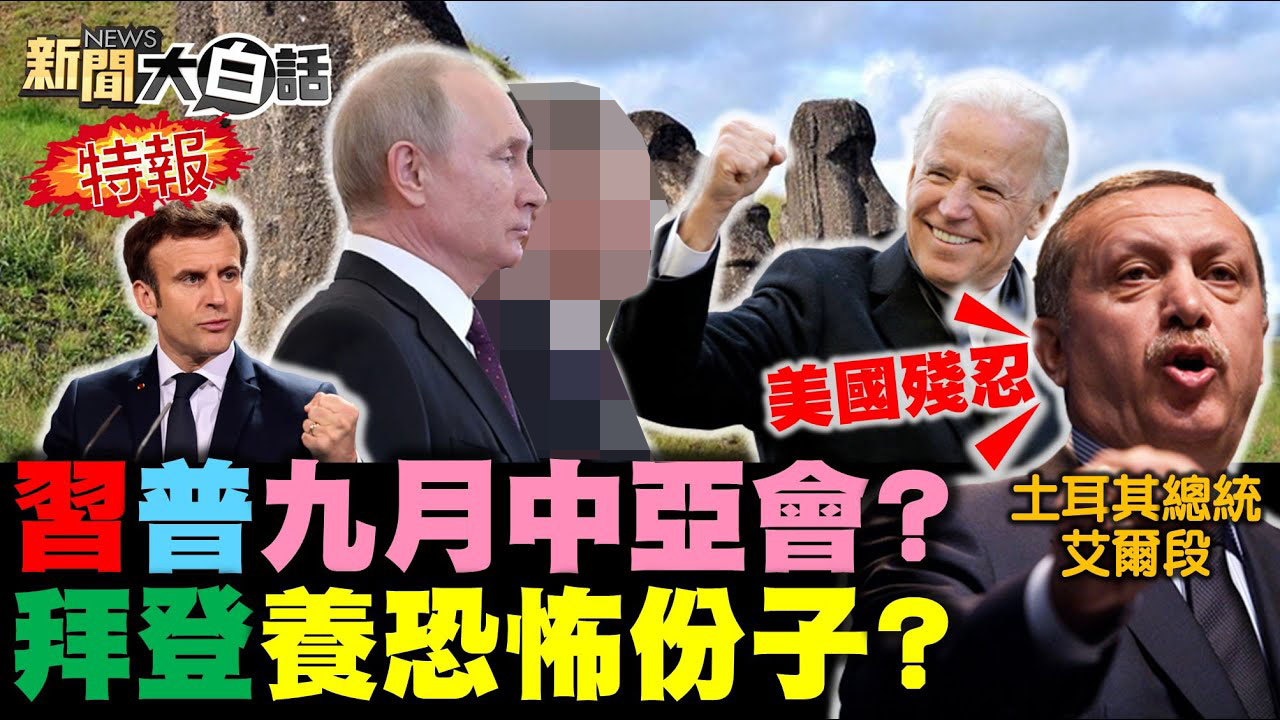 NEWS
新聞大白話
特報
美國殘忍
土耳其總統
艾爾段
習普九月中亞會?
拜登養恐怖份子?